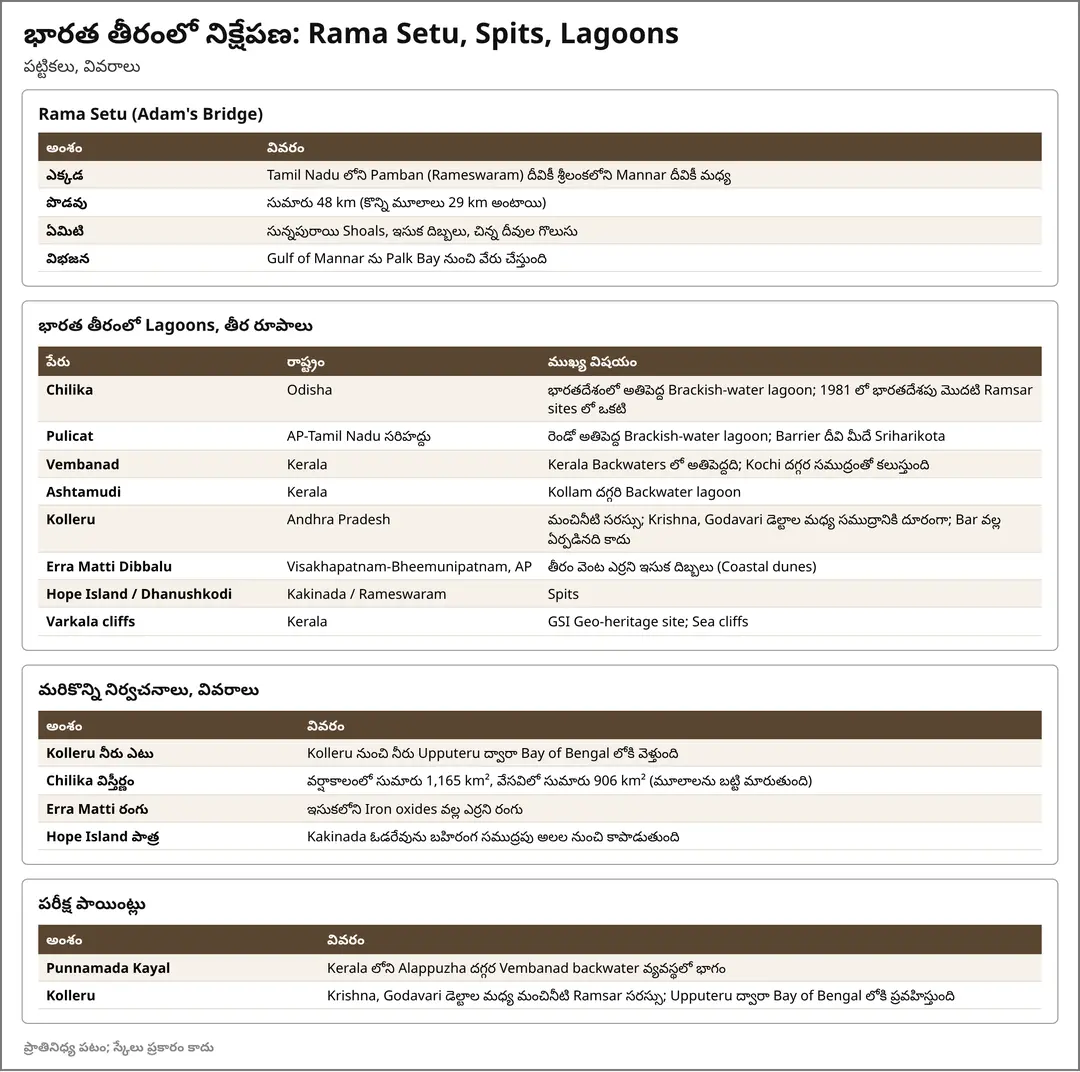 భారత తీరంలో నిక్షేపణ: Rama Setu, Spits, Lagoons
పట్టికలు, వివరాలు
Rama Setu (Adam's Bridge)
అంశం వివరం
ఎక్కడ Tamil Nadu లోని Pamban (Rameswaram) దీవికీ శ్రీలంకలోని Mannar దీవికీ మధ్య
పొడవు సుమారు 48 km (కొన్ని మూలాలు 29 km అంటాయి)
ఏమిటి సున్నపురాయి Shoals, ఇసుక దిబ్బలు, చిన్న దీవుల గొలుసు
విభజన Gulf of Mannar ను Palk Bay నుంచి వేరు చేస్తుంది
భారత తీరంలో Lagoons, తీర రూపాలు
పేరు రాష్ట్రం ముఖ్య విషయం
Chilika Odisha భారతదేశంలో అతిపెద్ద Brackish-water lagoon; 1981 లో భారతదేశపు మొదటి Ramsar
sites లో ఒకటి
Pulicat AP-Tamil Nadu సరిహద్దు రెండో అతిపెద్ద Brackish-water lagoon; Barrier దీవి మీదే Sriharikota
Vembanad Kerala Kerala Backwaters లో అతిపెద్దది; Kochi దగ్గర సముద్రంతో కలుస్తుంది
Ashtamudi Kerala Kollam దగ్గరి Backwater lagoon
Kolleru Andhra Pradesh మంచినీటి సరస్సు; Krishna, Godavari డెల్టాల మధ్య సముద్రానికి దూరంగా; Bar వల్ల
ఏర్పడినది కాదు
Erra Matti Dibbalu Visakhapatnam-Bheemunipatnam, AP తీరం వెంట ఎర్రని ఇసుక దిబ్బలు (Coastal dunes)
Hope Island / Dhanushkodi Kakinada / Rameswaram Spits
Varkala cliffs Kerala GSI Geo-heritage site; Sea cliffs
మరికొన్ని నిర్వచనాలు, వివరాలు
అంశం వివరం
Kolleru నీరు ఎటు Kolleru నుంచి నీరు Upputeru ద్వారా Bay of Bengal లోకి వెళ్తుంది
Chilika విస్తీర్ణం వర్షాకాలంలో సుమారు 1,165 km², వేసవిలో సుమారు 906 km² (మూలాలను బట్టి మారుతుంది)
Erra Matti రంగు ఇసుకలోని Iron oxides వల్ల ఎర్రని రంగు
Hope Island పాత్ర Kakinada ఓడరేవును బహిరంగ సముద్రపు అలల నుంచి కాపాడుతుంది
పరీక్ష పాయింట్లు
అంశం వివరం
Punnamada Kayal Kerala లోని Alappuzha దగ్గర Vembanad backwater వ్యవస్థలో భాగం
Kolleru Krishna, Godavari డెల్టాల మధ్య మంచినీటి Ramsar సరస్సు; Upputeru ద్వారా Bay of Bengal లోకి ప్రవహిస్తుంది
ప్రాతినిధ్య పటం; స్కేలు ప్రకారం కాదు